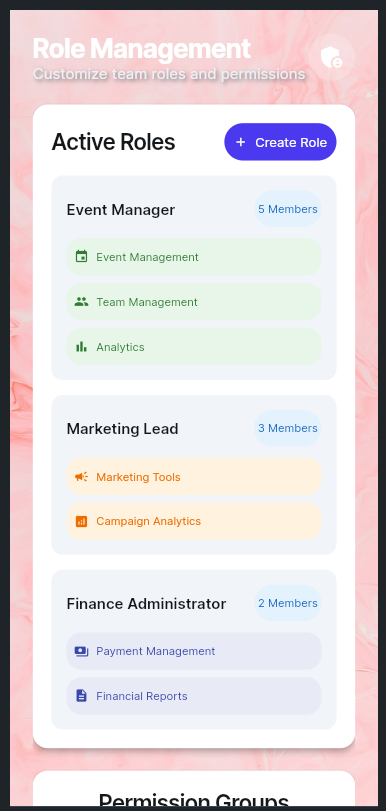 Role Management
Customize team roles and permissions
Active Roles
+ Create Role
Event Manager
5 Members
Event Management
Team Management
Analytics
Marketing Lead
3 Members
Marketing Tools
Campaign Analytics
Finance Administrator
2 Members
Payment Management
Financial Reports
Permission Groups